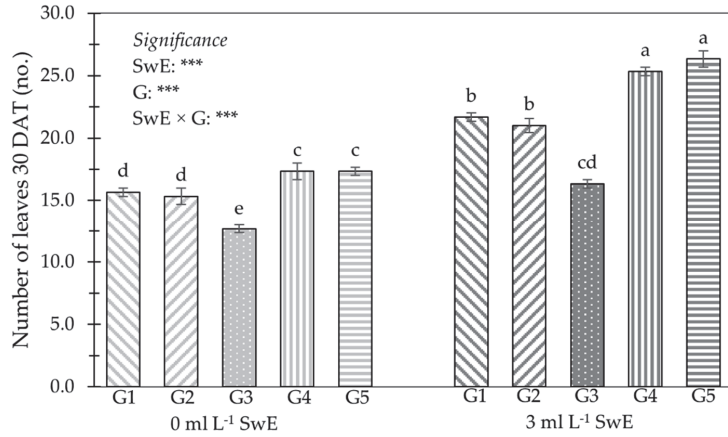 Number of leaves 30 DAT (no.)
30.0
25.0
20.0
15.0
10.0
5.0
0.0
Significance
SwE: ***
G: ***
SwE × G: ***
d
d
e
c
c
b
b
cd
a
a
G1 G2 G3 G4 G5 G1 G2 G3 G4 G5
0 ml L⁻¹ SwE 3 ml L⁻¹ SwE